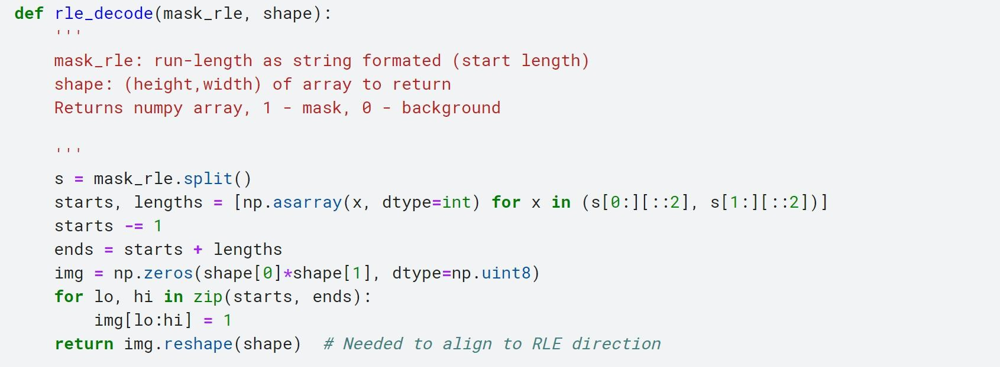 def rle_decode(mask_rle, shape):
    '''
    mask_rle: run-length as string formated (start length)
    shape: (height,width) of array to return
    Returns numpy array, 1 - mask, 0 - background

    '''
    s = mask_rle.split()
    starts, lengths = [np.asarray(x, dtype=int) for x in (s[0:][::2], s[1:][::2])]
    starts -= 1
    ends = starts + lengths
    img = np.zeros(shape[0]*shape[1], dtype=np.uint8)
    for lo, hi in zip(starts, ends):
        img[lo:hi] = 1
    return img.reshape(shape)  # Needed to align to RLE direction